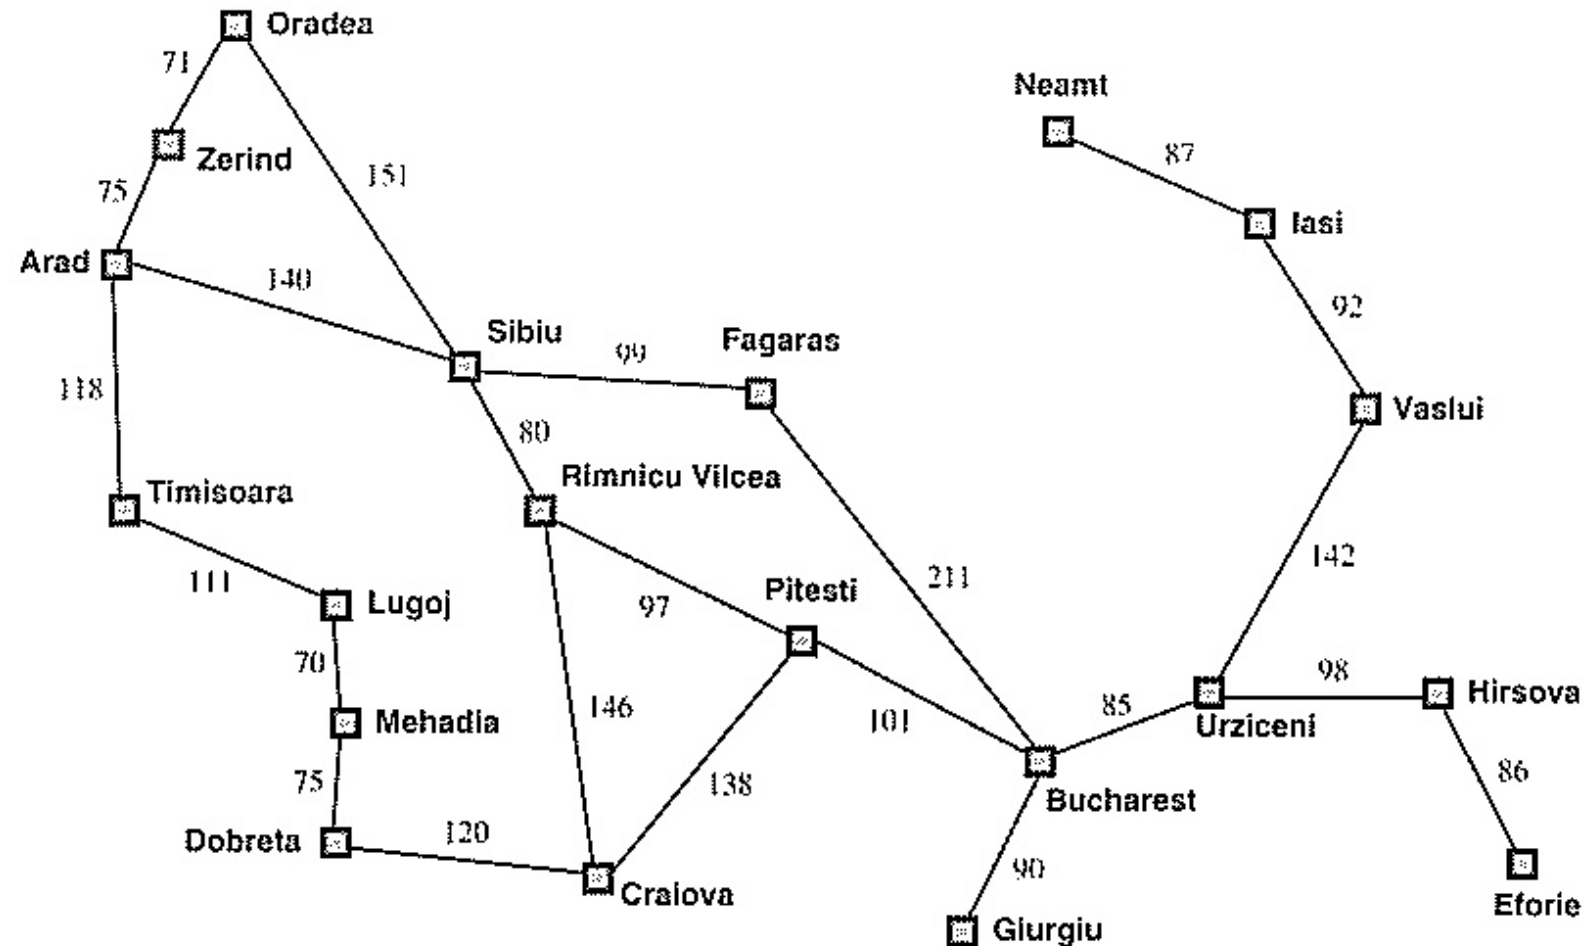 Oradea
71
Neamt
87
Zerind
151
75
Iasi
Arad
140
92
Sibiu
Fagaras
99
118
Vaslui
80
Rimnicu Vilcea
Timisoara
142
111
Lugoj
97
Pitesti
211
70
98
Hirsova
Mehadia
146
101
85
Urziceni
75
138
86
Bucharest
Dobreta
120
90
Craiova
Eforie
Giurgiu